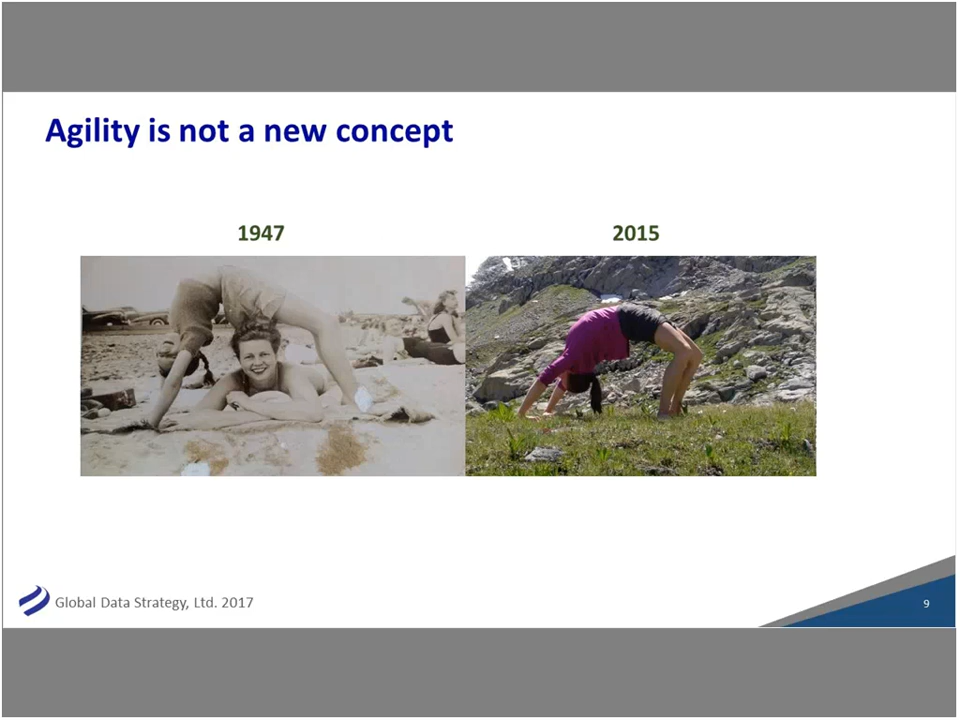 Agility is not a new concept
1947
2015
Global Data Strategy, Ltd. 2017
9